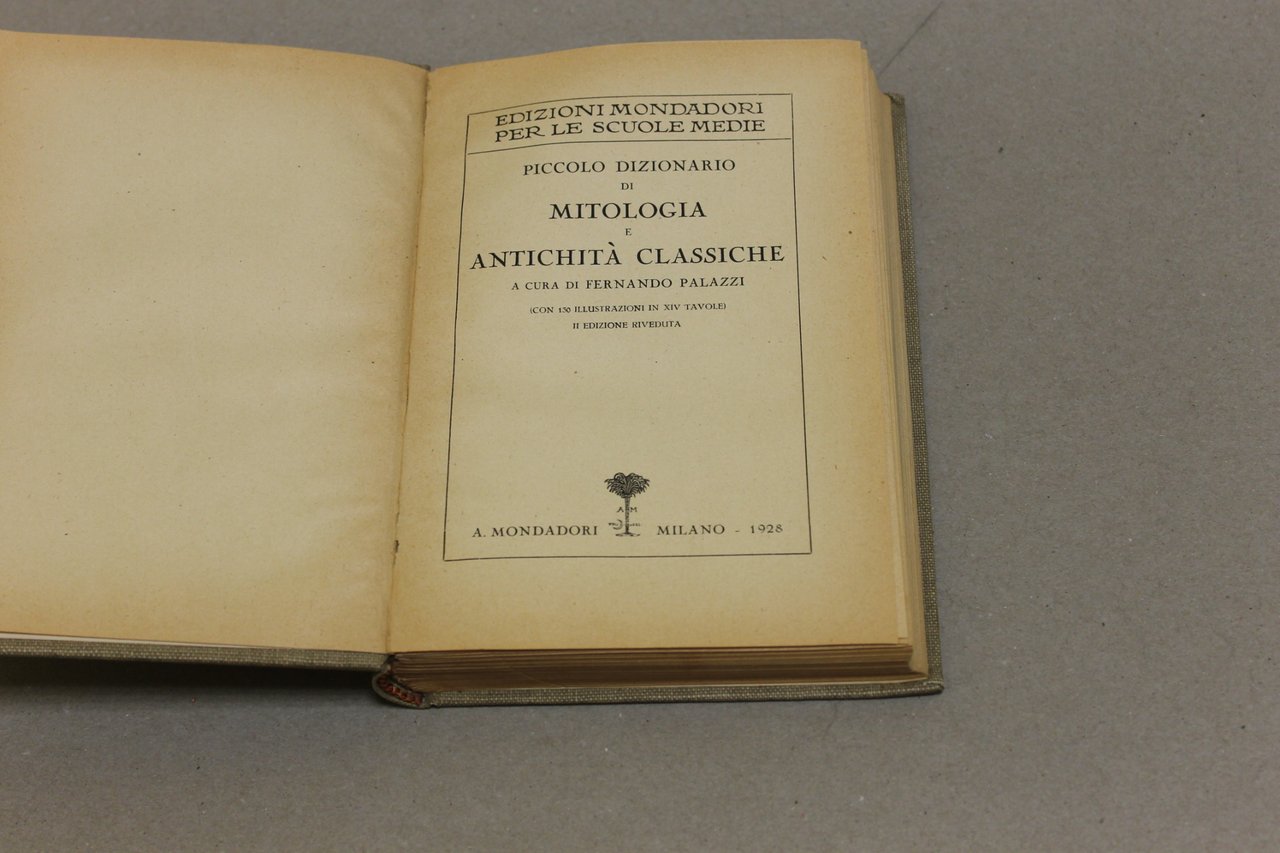 EDIZIONI MONDADORI
PER LE SCUOLE MEDIE
PICCOLO DIZIONARIO
DI
MITOLOGIA
E
ANTICHITÀ CLASSICHE
A CURA DI FERNANDO PALAZZI
(CON 130 ILLUSTRAZIONI IN XIV TAVOLE)
II EDIZIONE RIVEDUTA
A M
A. MONDADORI MILANO - 1928